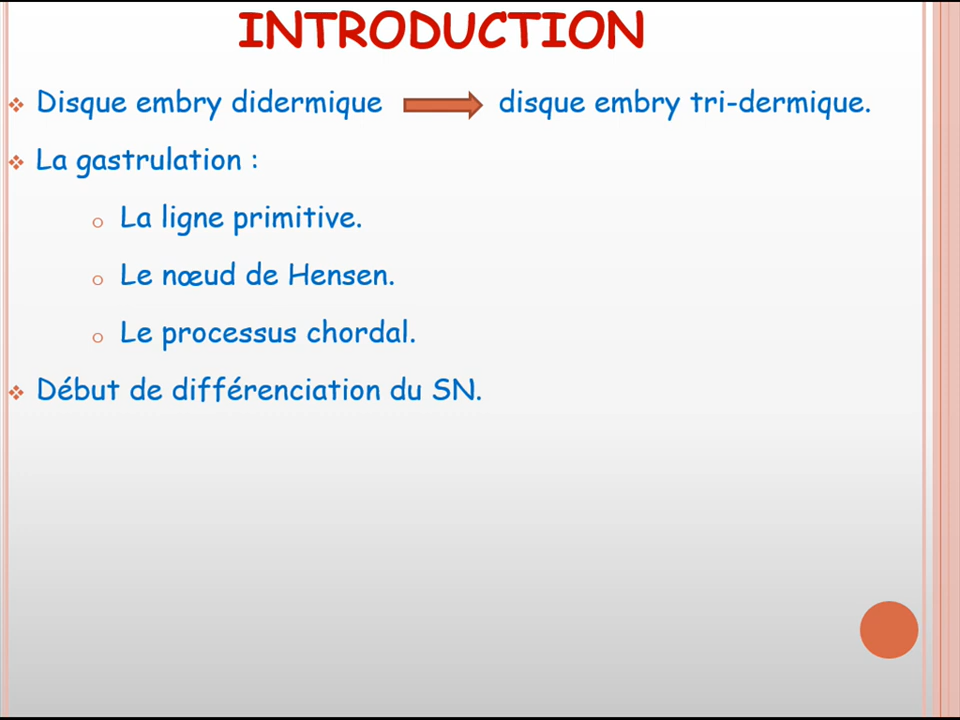 INTRODUCTION
Disque embry didermique disque embry tri-dermique.
La gastrulation :
La ligne primitive.
Le nœud de Hensen.
Le processus chordal.
Début de différenciation du SN.